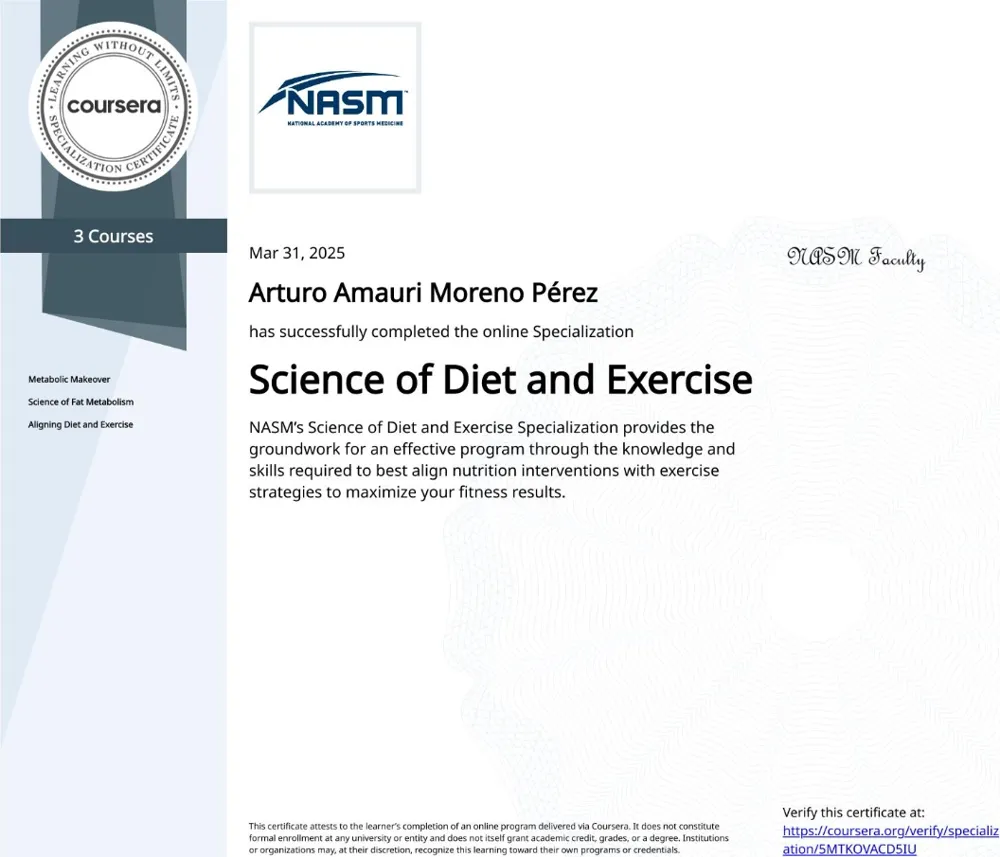 LEARNING WITHOUT LIMITS
coursera
SPECIALIZATION CERTIFICATE
3 Courses
Metabolic Makeover
Science of Fat Metabolism
Aligning Diet and Exercise
NASM™
NATIONAL ACADEMY OF SPORTS MEDICINE
Mar 31, 2025
Arturo Amauri Moreno Pérez
has successfully completed the online Specialization
Science of Diet and Exercise
NASM’s Science of Diet and Exercise Specialization provides the
groundwork for an effective program through the knowledge and
skills required to best align nutrition interventions with exercise
strategies to maximize your fitness results.
NASM Faculty
This certificate attests to the learner’s completion of an online program delivered via Coursera. It does not constitute
formal enrollment at any university or entity and does not itself grant academic credit, grades, or a degree. Institutions
or organizations may, at their discretion, recognize this learning toward their own programs or credentials.
Verify this certificate at:
https://coursera.org/verify/specializ
ation/5MTKOVACD5IU